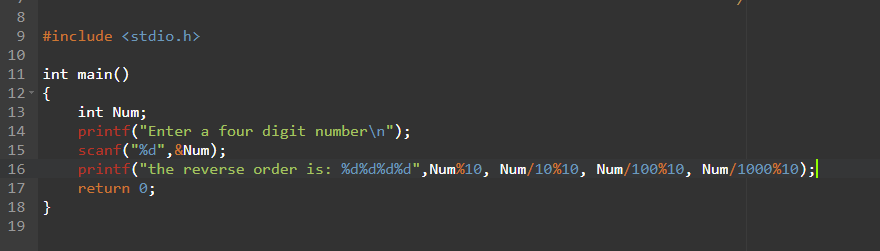 8
9 #include <stdio.h>
10
11 int main()
12 {
13     int Num;
14     printf("Enter a four digit number\n");
15     scanf("%d",&Num);
16     printf("the reverse order is: %d%d%d%d",Num%10, Num/10%10, Num/100%10, Num/1000%10);
17     return 0;
18 }
19